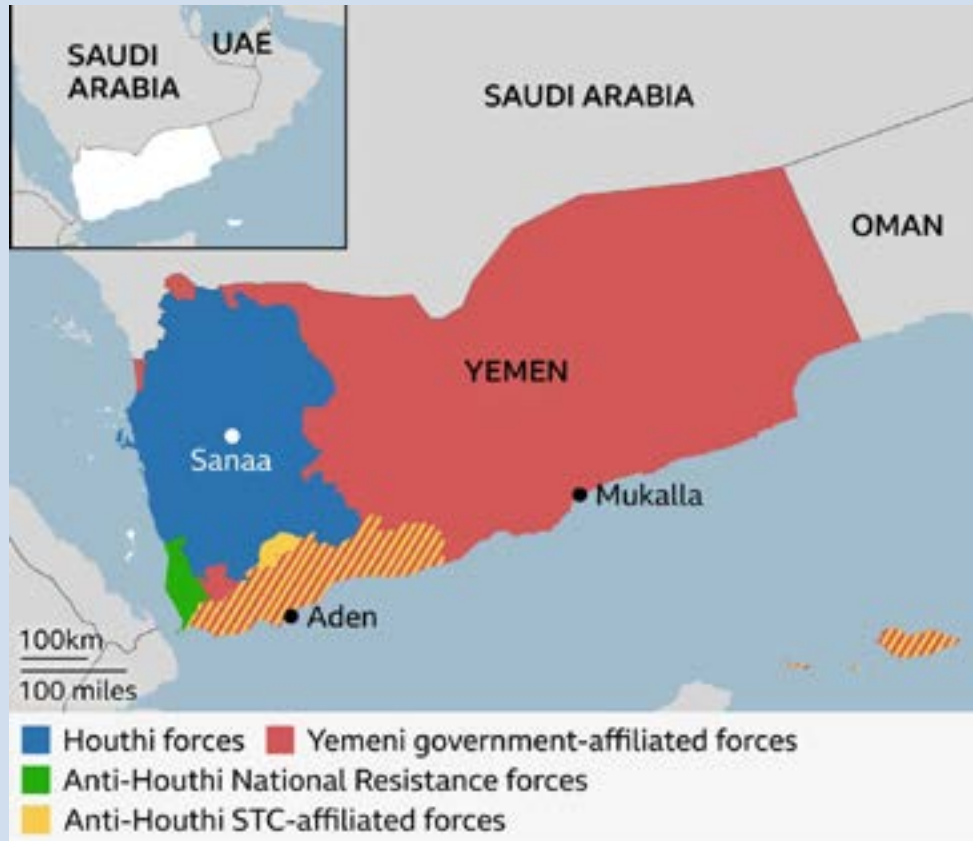 UAE
SAUDI
ARABIA
SAUDI ARABIA
OMAN
YEMEN
Sanaa
Mukalla
Aden
100km
100 miles
Houthi forces Yemeni government-affiliated forces
Anti-Houthi National Resistance forces
Anti-Houthi STC-affiliated forces